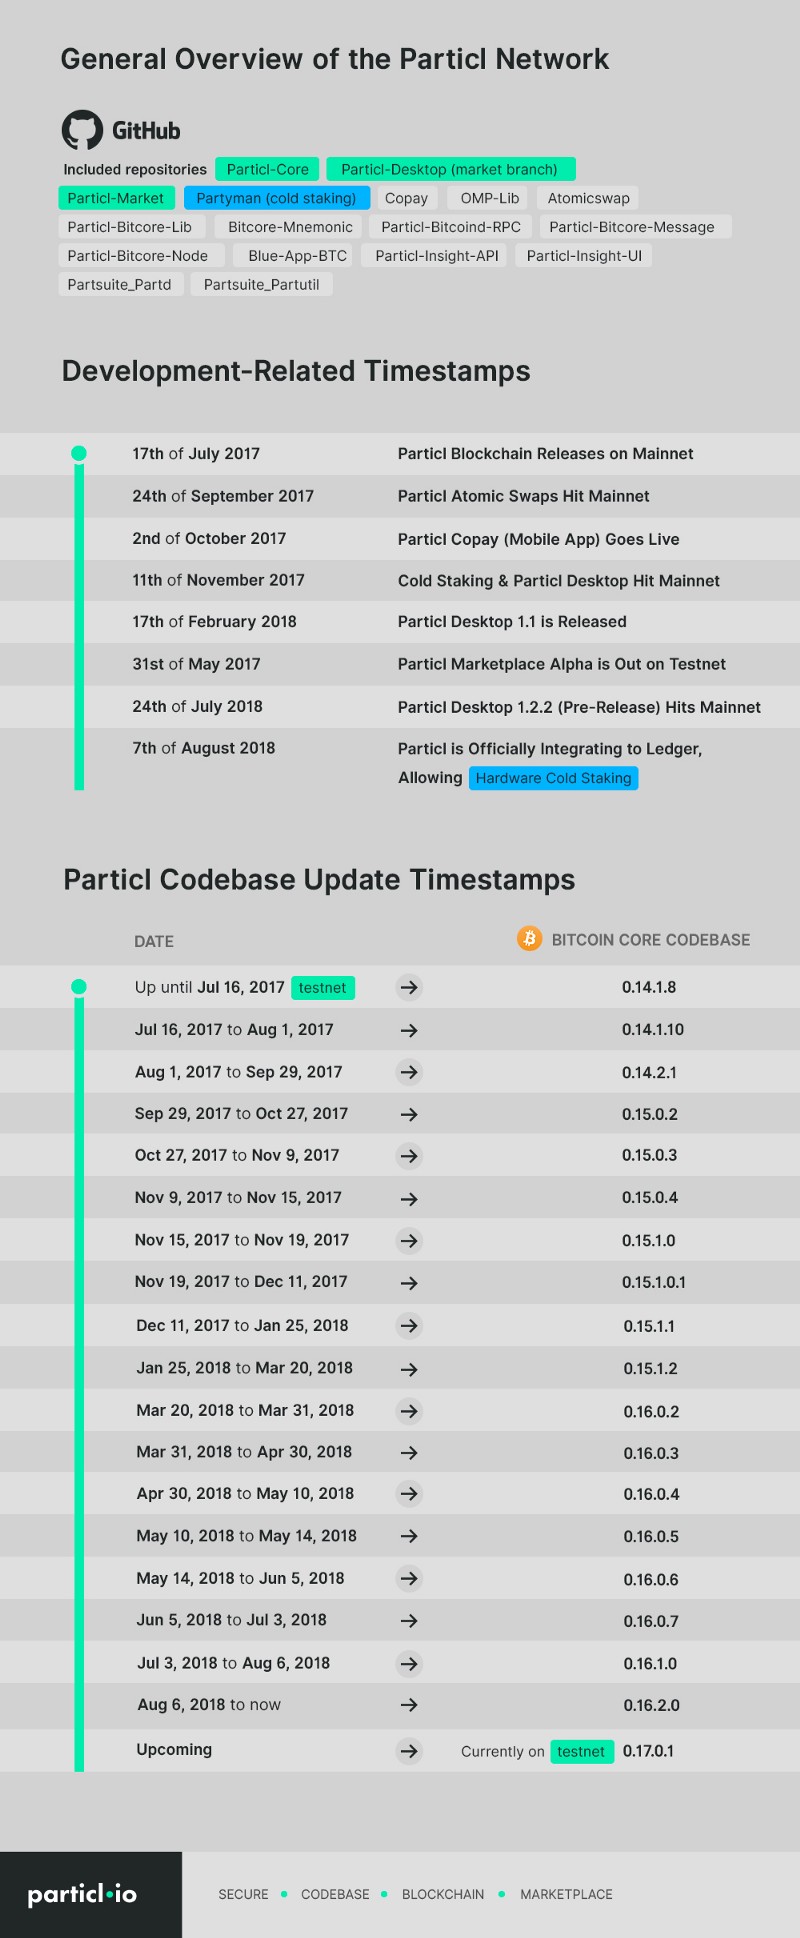 General Overview of the Particl Network
GitHub
Included repositories Particl-Core Particl-Desktop (market branch)
Particl-Market Partyman (cold staking) Copay OMP-Lib Atomicswap
Particl-Bitcore-Lib Bitcore-Mnemonic Particl-Bitcoind-RPC Particl-Bitcore-Message
Particl-Bitcore-Node Blue-App-BTC Particl-Insight-API Particl-Insight-UI
Partsuite_Partd Partsuite_Partutil
Development-Related Timestamps
17th of July 2017 Particl Blockchain Releases on Mainnet
24th of September 2017 Particl Atomic Swaps Hit Mainnet
2nd of October 2017 Particl Copay (Mobile App) Goes Live
11th of November 2017 Cold Staking & Particl Desktop Hit Mainnet
17th of February 2018 Particl Desktop 1.1 is Released
31st of May 2017 Particl Marketplace Alpha is Out on Testnet
24th of July 2018 Particl Desktop 1.2.2 (Pre-Release) Hits Mainnet
7th of August 2018 Particl is Officially Integrating to Ledger,
Allowing Hardware Cold Staking
Particl Codebase Update Timestamps
DATE BITCOIN CORE CODEBASE
Up until Jul 16, 2017 testnet → 0.14.1.8
Jul 16, 2017 to Aug 1, 2017 → 0.14.1.10
Aug 1, 2017 to Sep 29, 2017 → 0.14.2.1
Sep 29, 2017 to Oct 27, 2017 → 0.15.0.2
Oct 27, 2017 to Nov 9, 2017 → 0.15.0.3
Nov 9, 2017 to Nov 15, 2017 → 0.15.0.4
Nov 15, 2017 to Nov 19, 2017 → 0.15.1.0
Nov 19, 2017 to Dec 11, 2017 → 0.15.1.0.1
Dec 11, 2017 to Jan 25, 2018 → 0.15.1.1
Jan 25, 2018 to Mar 20, 2018 → 0.15.1.2
Mar 20, 2018 to Mar 31, 2018 → 0.16.0.2
Mar 31, 2018 to Apr 30, 2018 → 0.16.0.3
Apr 30, 2018 to May 10, 2018 → 0.16.0.4
May 10, 2018 to May 14, 2018 → 0.16.0.5
May 14, 2018 to Jun 5, 2018 → 0.16.0.6
Jun 5, 2018 to Jul 3, 2018 → 0.16.0.7
Jul 3, 2018 to Aug 6, 2018 → 0.16.1.0
Aug 6, 2018 to now → 0.16.2.0
Upcoming → Currently on testnet 0.17.0.1
particl•io SECURE • CODEBASE • BLOCKCHAIN • MARKETPLACE